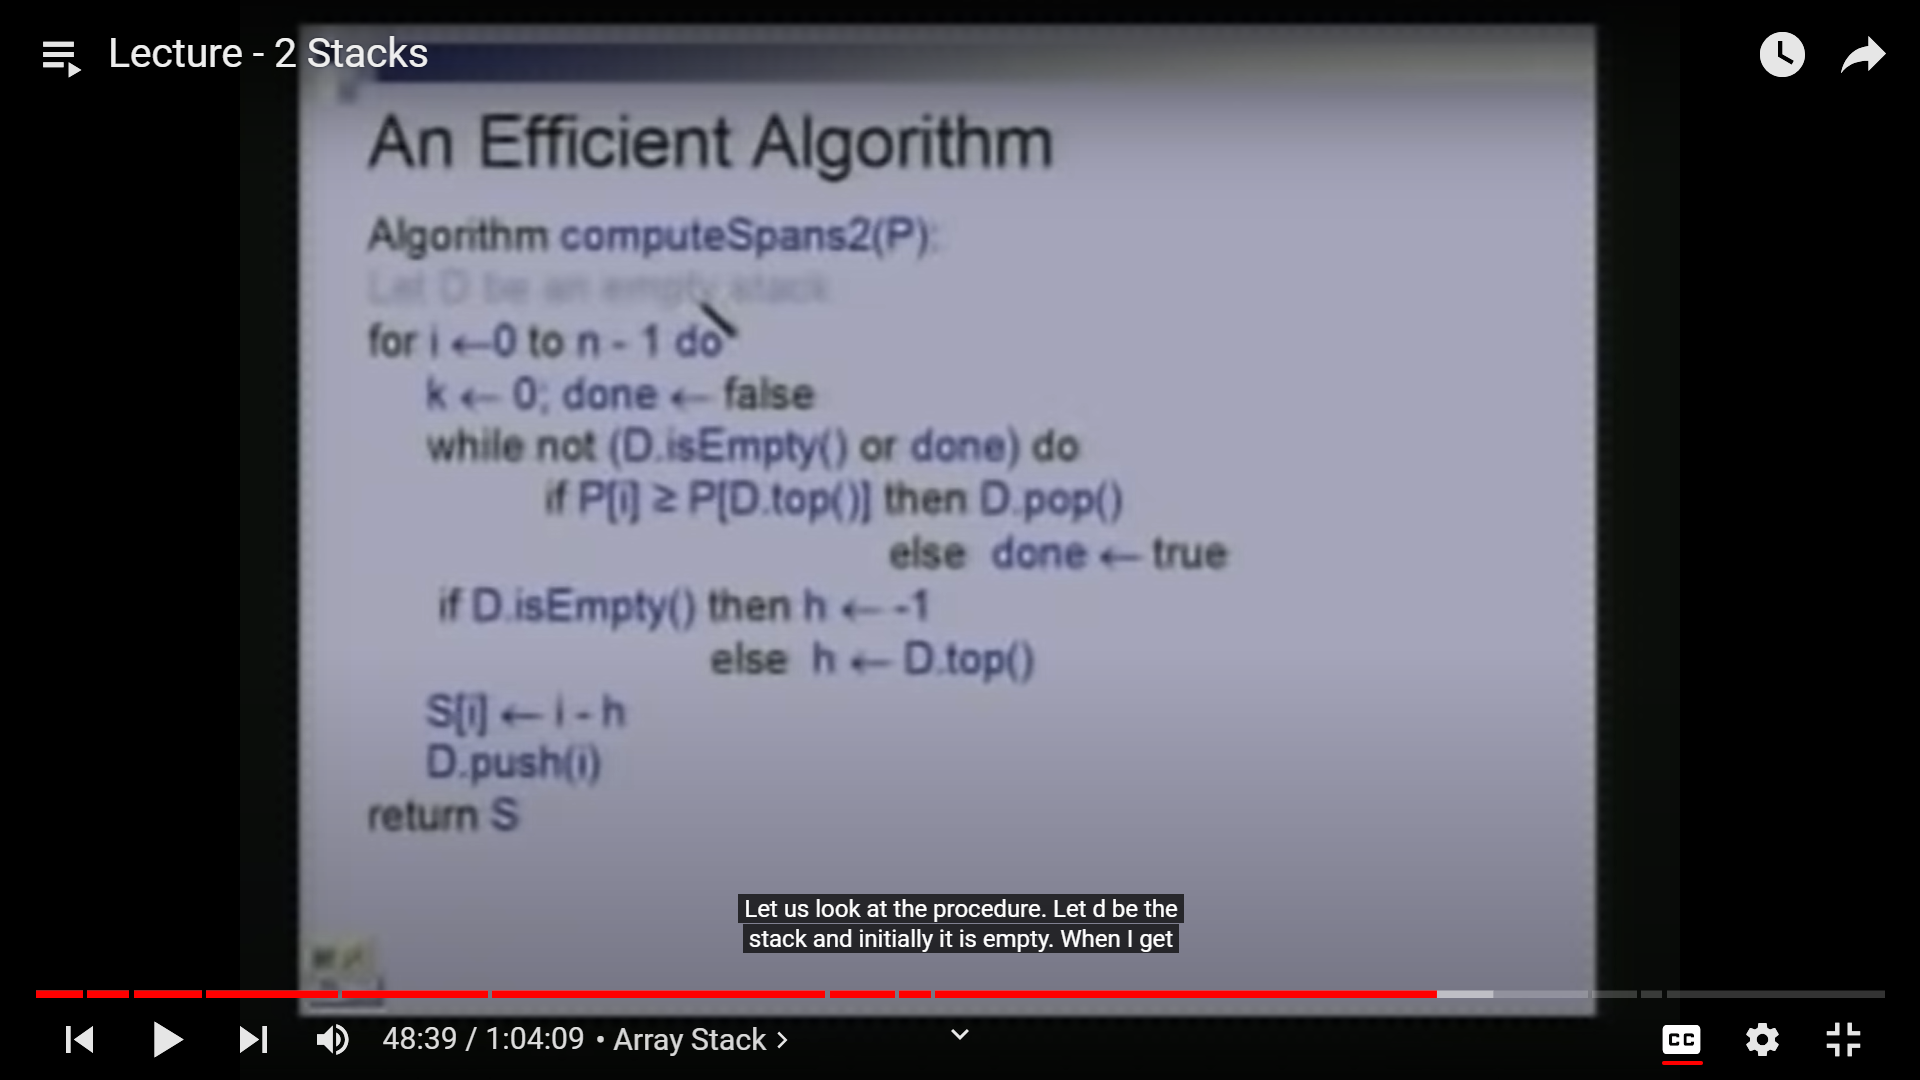 Lecture - 2 Stacks
An Efficient Algorithm
Algorithm computeSpans2(P):
Let D be an empty stack
for i ←0 to n - 1 do
k ← 0; done ← false
while not (D.isEmpty() or done) do
if P[i] ≥ P[D.top()] then D.pop()
else done ← true
if D.isEmpty() then h ← -1
else h ← D.top()
S[i] ← i - h
D.push(i)
return S
Let us look at the procedure. Let d be the
stack and initially it is empty. When I get
48:39 / 1:04:09 • Array Stack >
CC